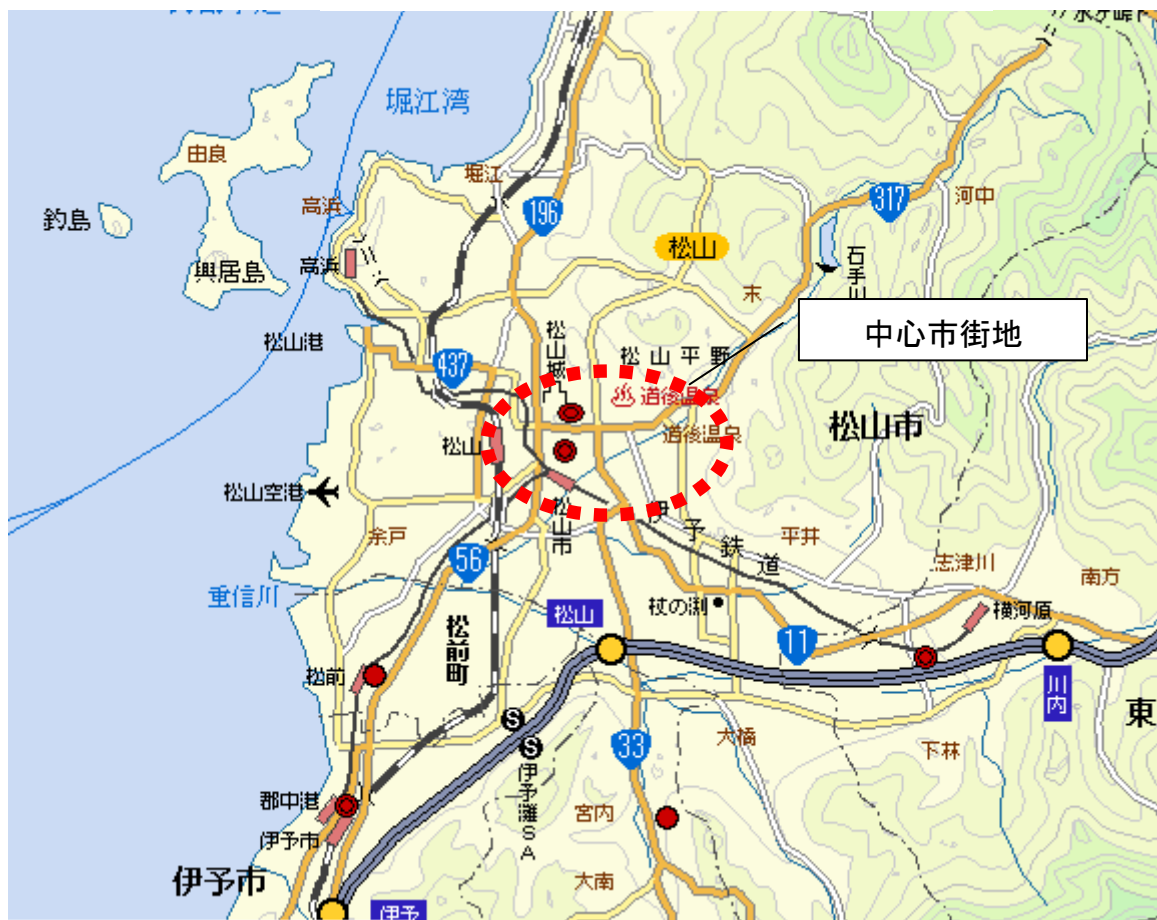 堀江湾
由良
釣島
興居島
高浜
高浜
堀江
196
317
河中
松山
末
石手川
中心市街地
松山港
437
松山城
松山平野
道後温泉
道後温泉
松山市
松山
松山空港
松山市
伊予鉄道
余戸
平井
志津川
南方
56
重信川
松山
杖の淵
11
横河原
松前町
松前
川内
東
S
S
33
大橋
下林
伊予灘SA
郡中港
宮内
伊予市
伊予市
大南
伊予